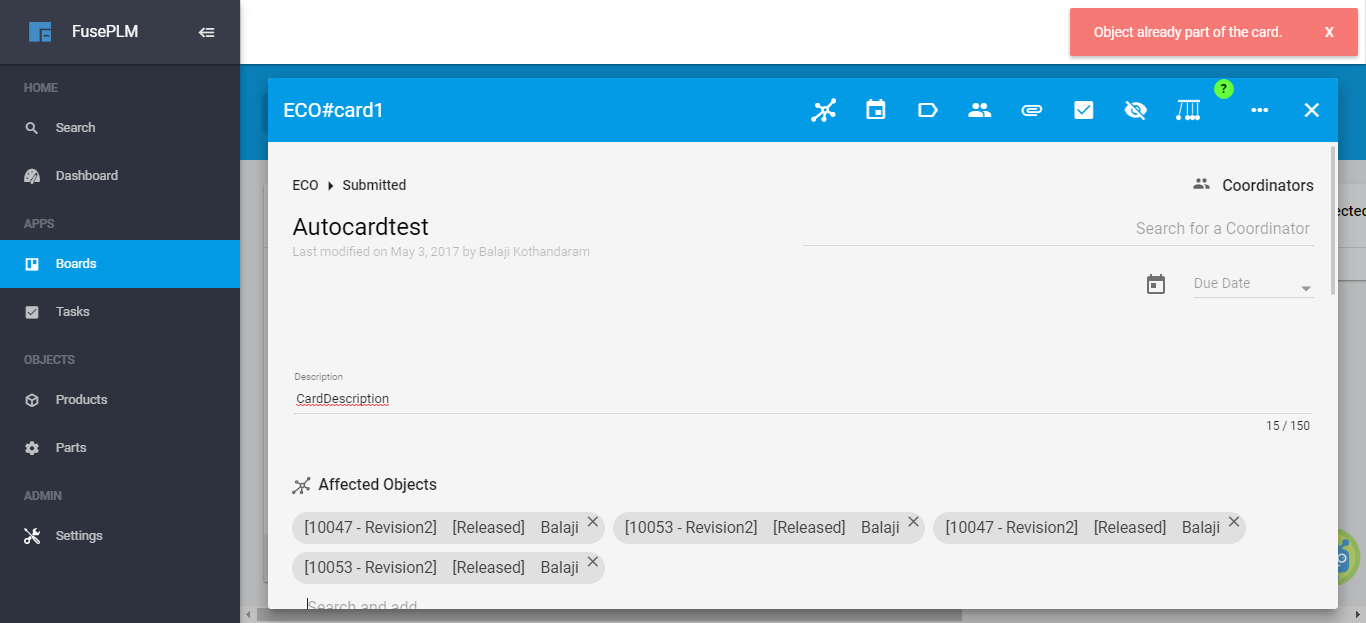 FusePLM
HOME
Search
Dashboard
APPS
Boards
Tasks
OBJECTS
Products
Parts
ADMIN
Settings
Object already part of the card. X
ECO#card1
?
ECO Submitted
Coordinators
Autocardtest
Search for a Coordinator
Last modified on May 3, 2017 by Balaji Kothandaram
Due Date
Description
CardDescription
15 / 150
Affected Objects
[10047 - Revision2] [Released] Balaji
[10053 - Revision2] [Released] Balaji
[10047 - Revision2] [Released] Balaji
[10053 - Revision2] [Released] Balaji
Search and add